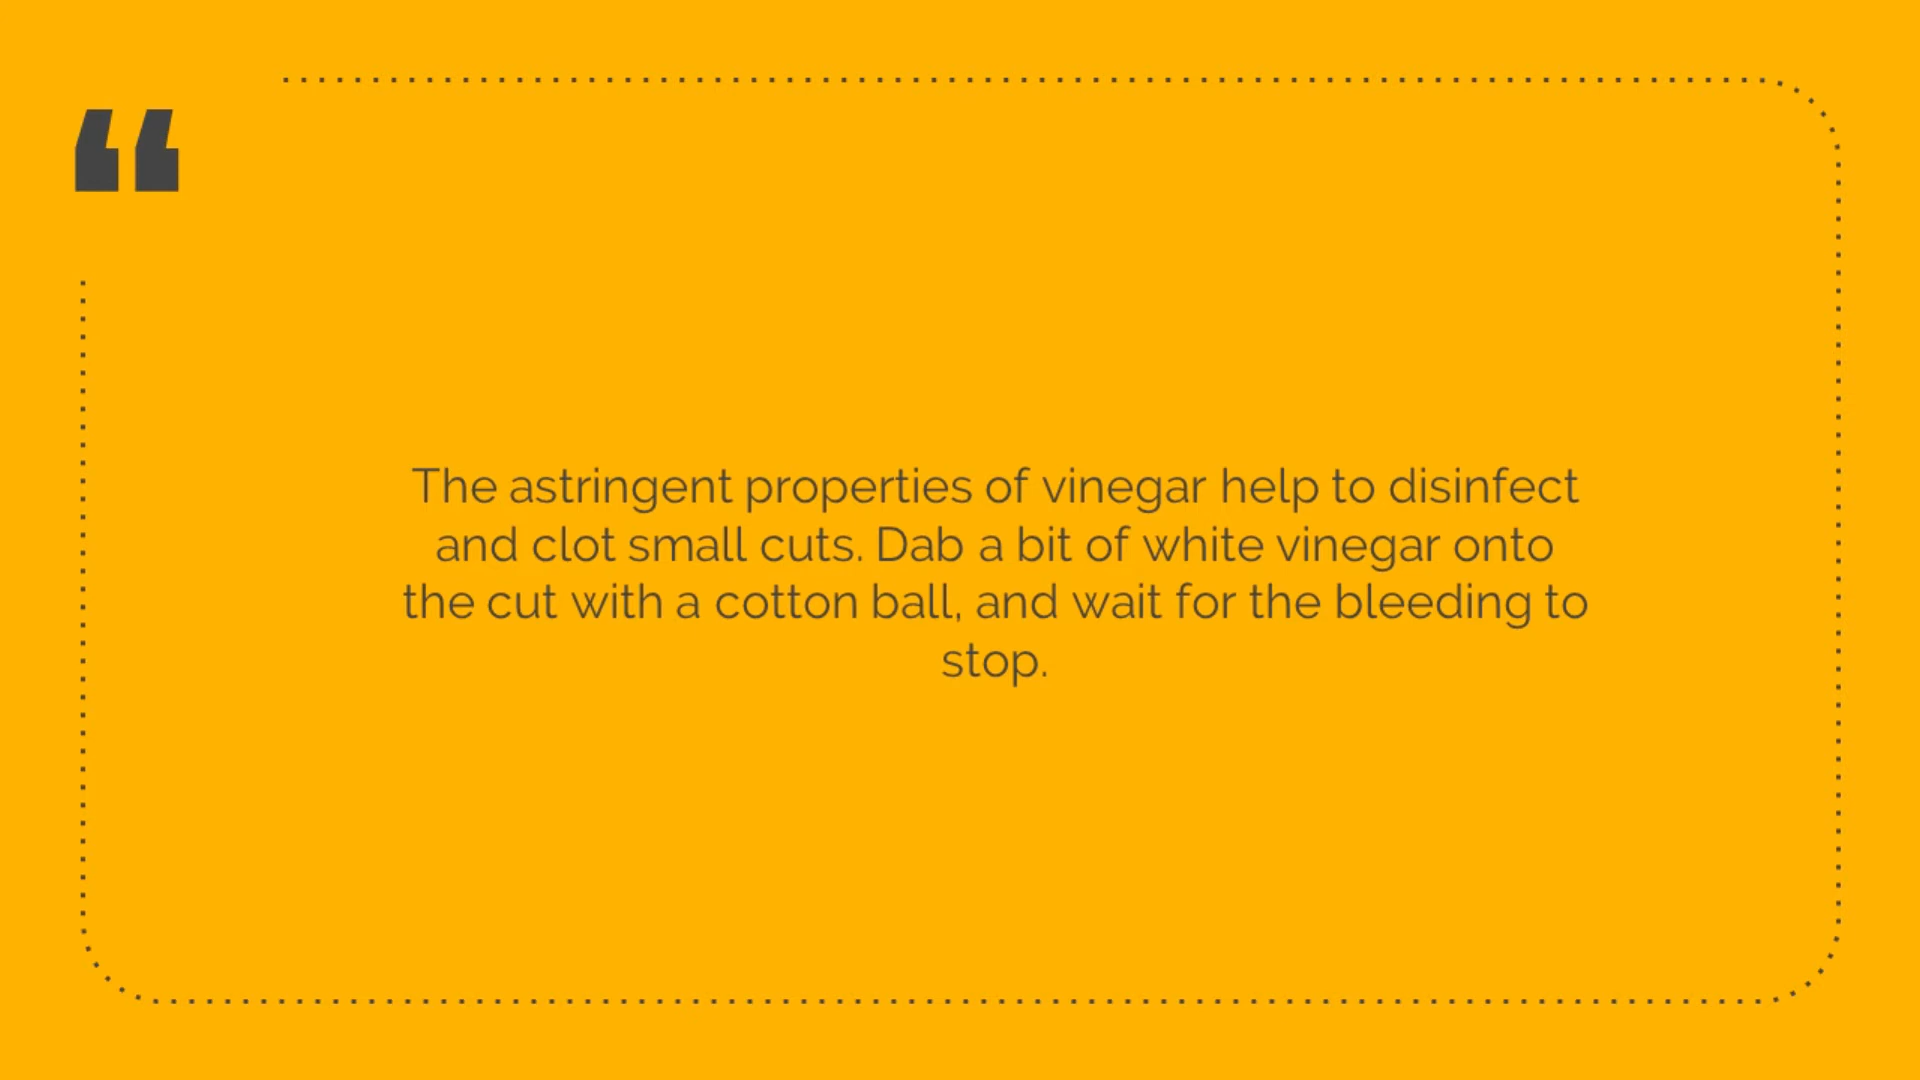 “
The astringent properties of vinegar help to disinfect
and clot small cuts. Dab a bit of white vinegar onto
the cut with a cotton ball, and wait for the bleeding to
stop.